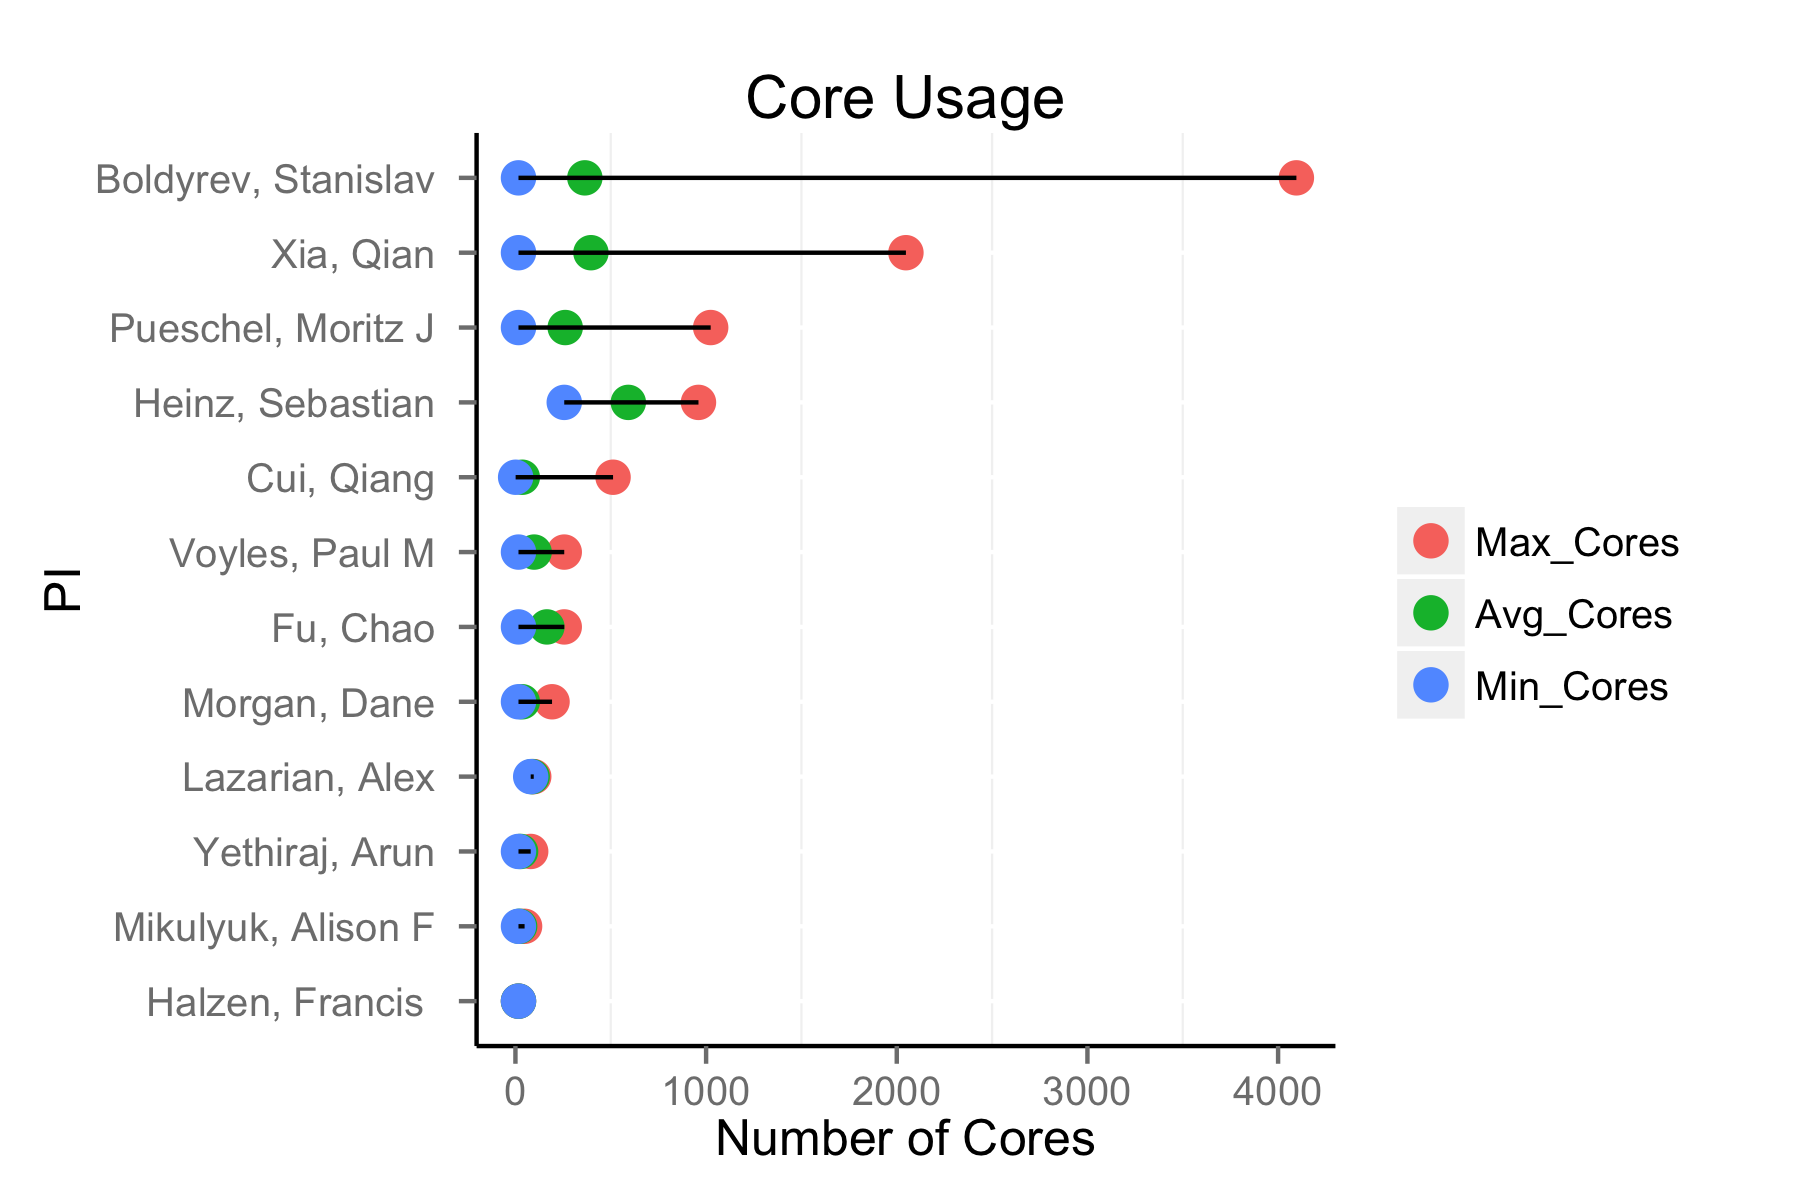 Core Usage
Boldyrev, Stanislav
Xia, Qian
Pueschel, Moritz J
Heinz, Sebastian
Cui, Qiang
Voyles, Paul M
Fu, Chao
Morgan, Dane
Lazarian, Alex
Yethiraj, Arun
Mikulyuk, Alison F
Halzen, Francis
PI
0 1000 2000 3000 4000
Number of Cores
Max_Cores
Avg_Cores
Min_Cores